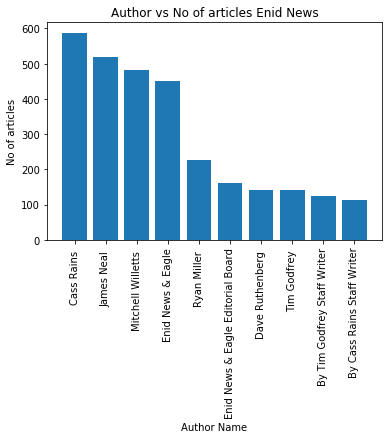 Author vs No of articles Enid News
No of articles
600
500
400
300
200
100
0
Cass Rains
James Neal
Mitchell Willetts
Enid News & Eagle
Ryan Miller
Enid News & Eagle Editorial Board
Dave Ruthenberg
Tim Godfrey
By Tim Godfrey Staff Writer
By Cass Rains Staff Writer
Author Name